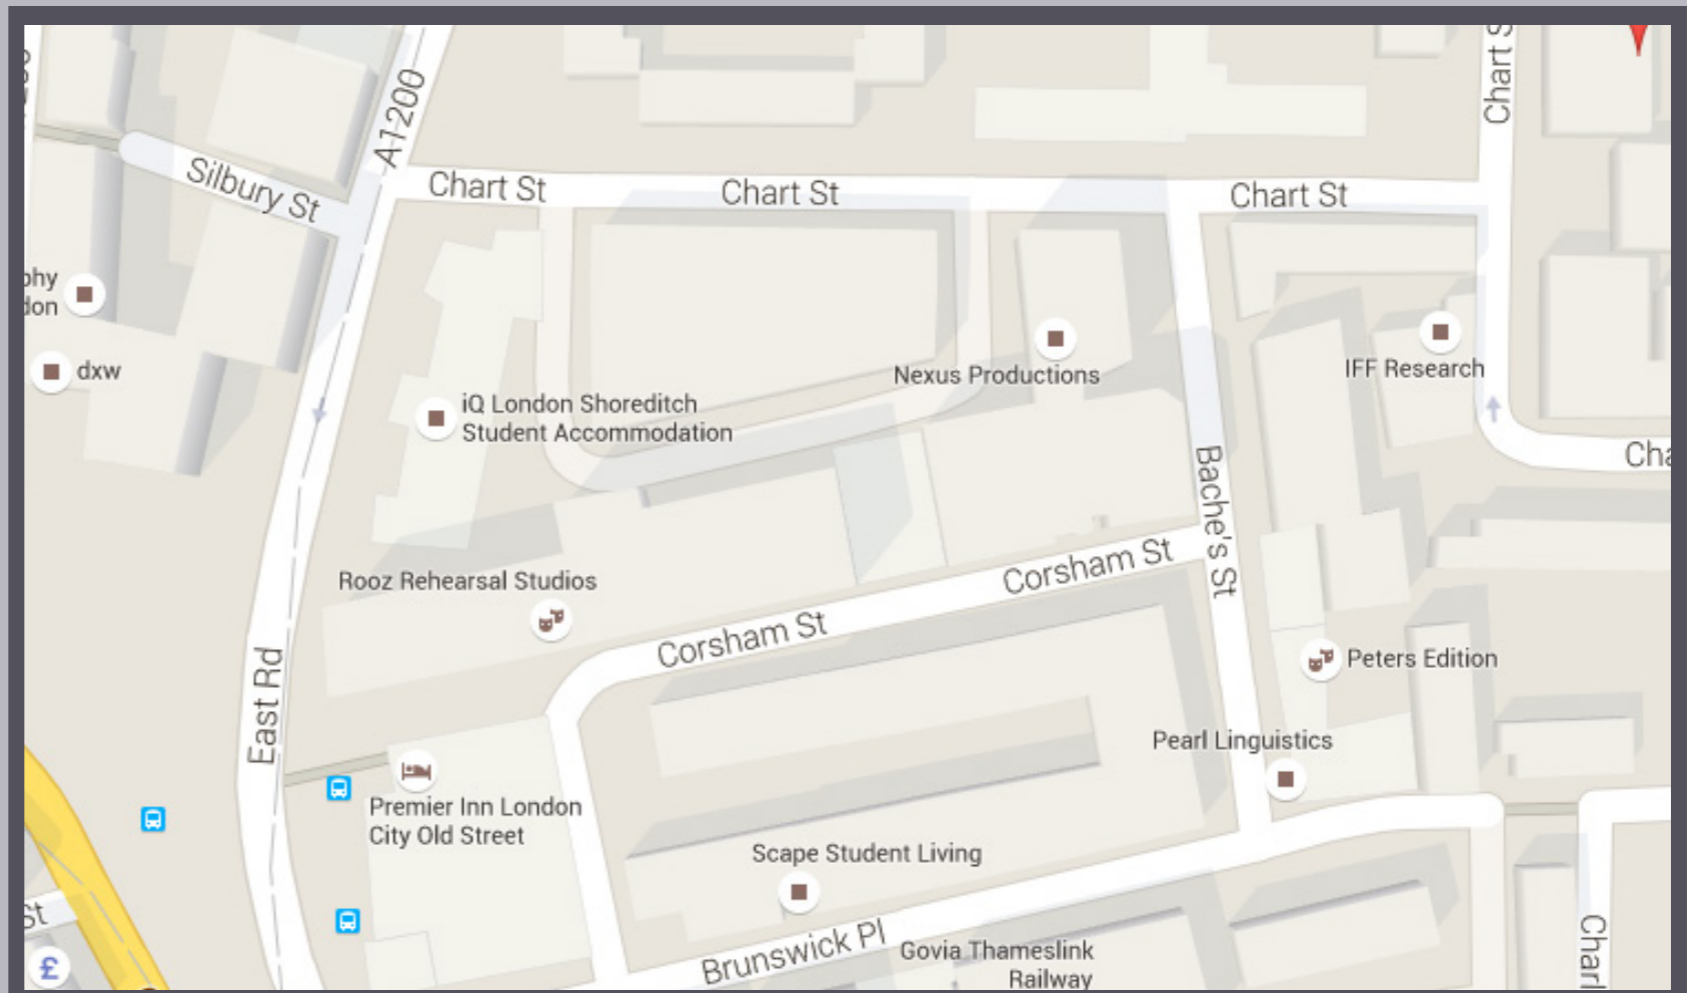 Chart S
A1200
Silbury St
Chart St
Chart St
Chart St
phy
don
dxw
Nexus Productions
IFF Research
iQ London Shoreditch
Student Accommodation
Cha
Bache's St
Corsham St
Rooz Rehearsal Studios
Corsham St
East Rd
Peters Edition
Pearl Linguistics
Premier Inn London
City Old Street
Scape Student Living
St
£
Brunswick Pl
Govia Thameslink
Railway
Charl